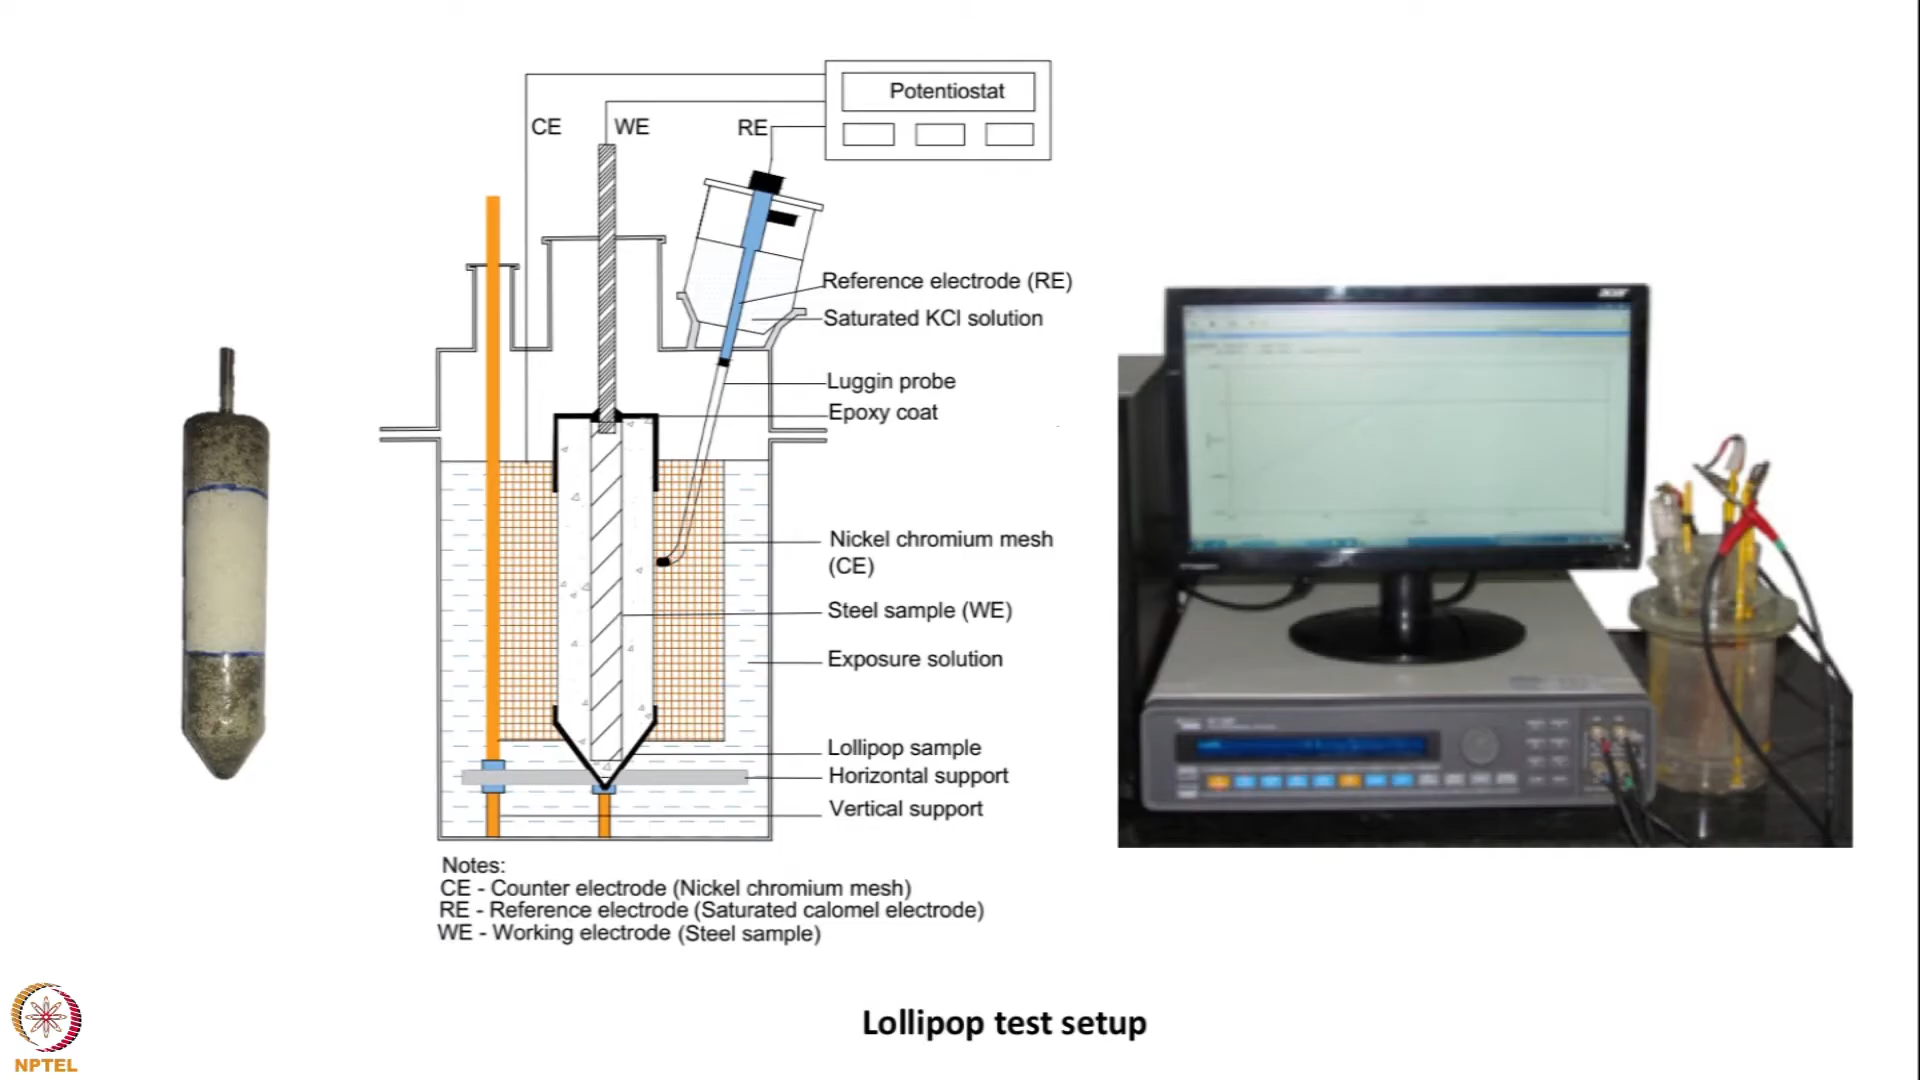 Potentiostat
CE
WE
RE
Reference electrode (RE)
Saturated KCl solution
Luggin probe
Epoxy coat
Nickel chromium mesh
(CE)
Steel sample (WE)
Exposure solution
Lollipop sample
Horizontal support
Vertical support
Notes:
CE - Counter electrode (Nickel chromium mesh)
RE - Reference electrode (Saturated calomel electrode)
WE - Working electrode (Steel sample)
acer
Lollipop test setup
NPTEL